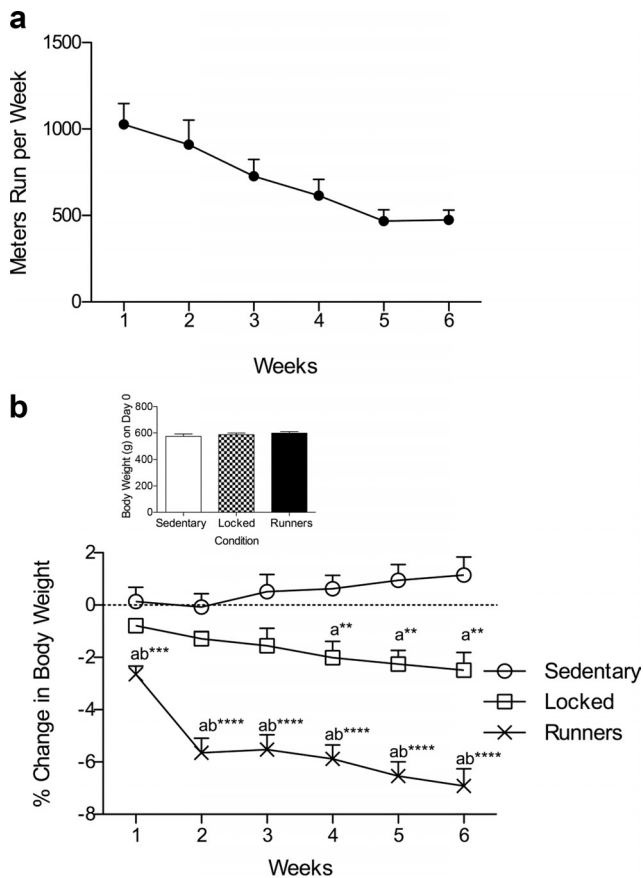 a
Meters Run per Week
1500
1000
500
0
1 2 3 4 5 6
Weeks
b
Body Weight (g) on Day 0
800
600
400
200
0
Sedentary Locked Runners
Condition
% Change in Body Weight
2
0
-2
-4
-6
-8
a** a** a**
ab***
ab**** ab**** ab**** ab**** ab****
Sedentary
Locked
Runners
1 2 3 4 5 6
Weeks